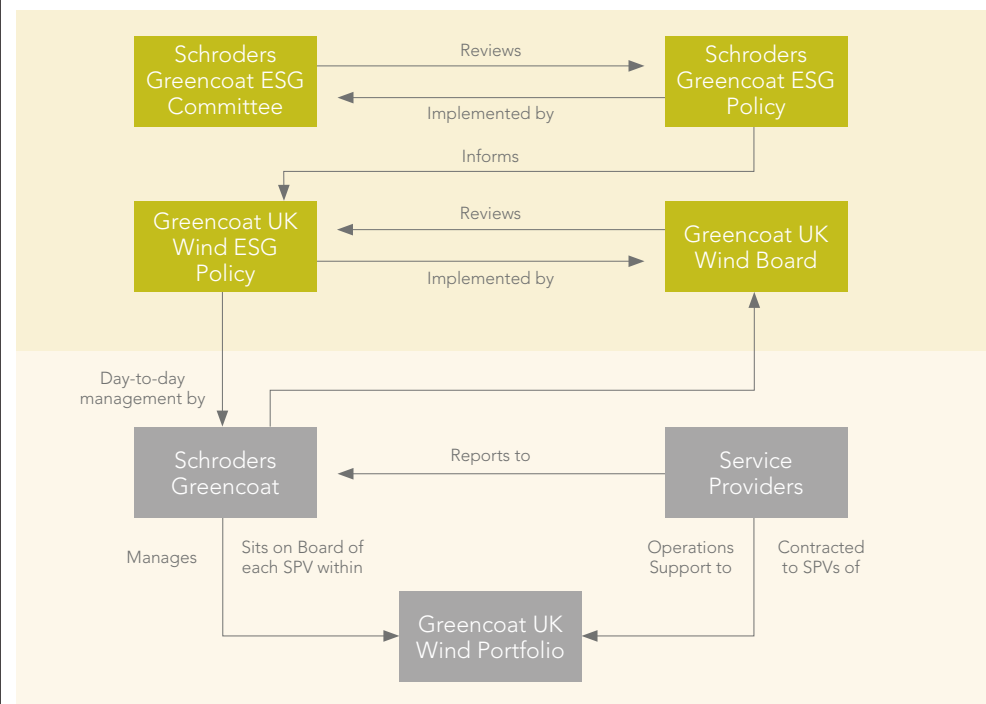 Schroders
Greencoat ESG
Committee
Reviews
Implemented by
Schroders
Greencoat ESG
Policy
Informs
Greencoat UK
Wind ESG
Policy
Reviews
Implemented by
Greencoat UK
Wind Board
Day-to-day
management by
Schroders
Greencoat
Reports to
Service
Providers
Manages
Sits on Board of
each SPV within
Operations
Support to
Contracted
to SPVs of
Greencoat UK
Wind Portfolio